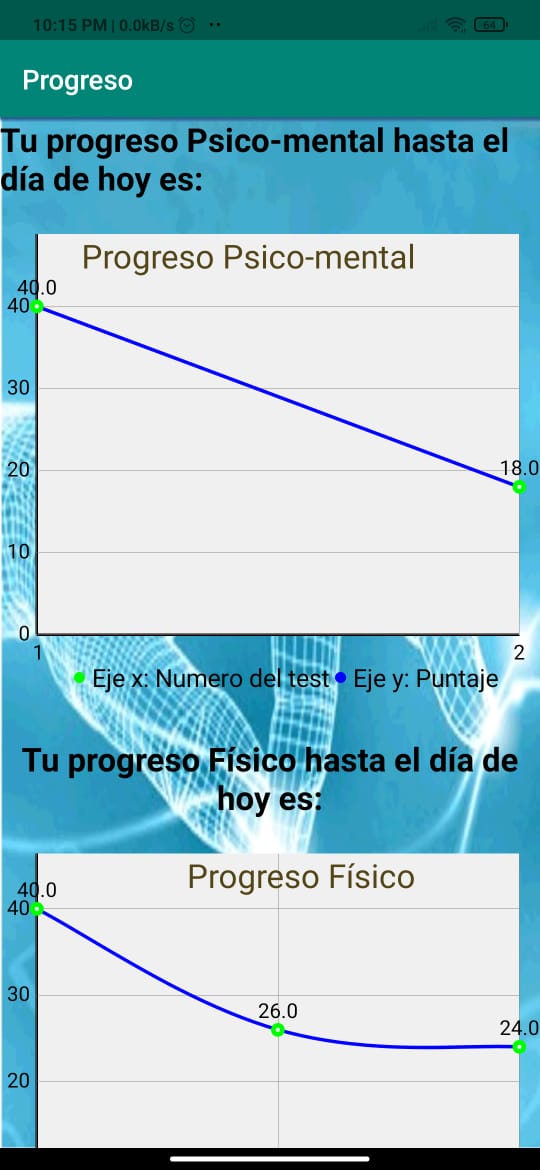 10:15 PM | 0.0kB/s
64
Progreso
Tu progreso Psico-mental hasta el
día de hoy es:
Progreso Psico-mental
40.0
40
30
20
18.0
10
0
1
2
Eje x: Numero del test Eje y: Puntaje
Tu progreso Físico hasta el día de
hoy es:
Progreso Físico
40.0
40
30
26.0
24.0
20